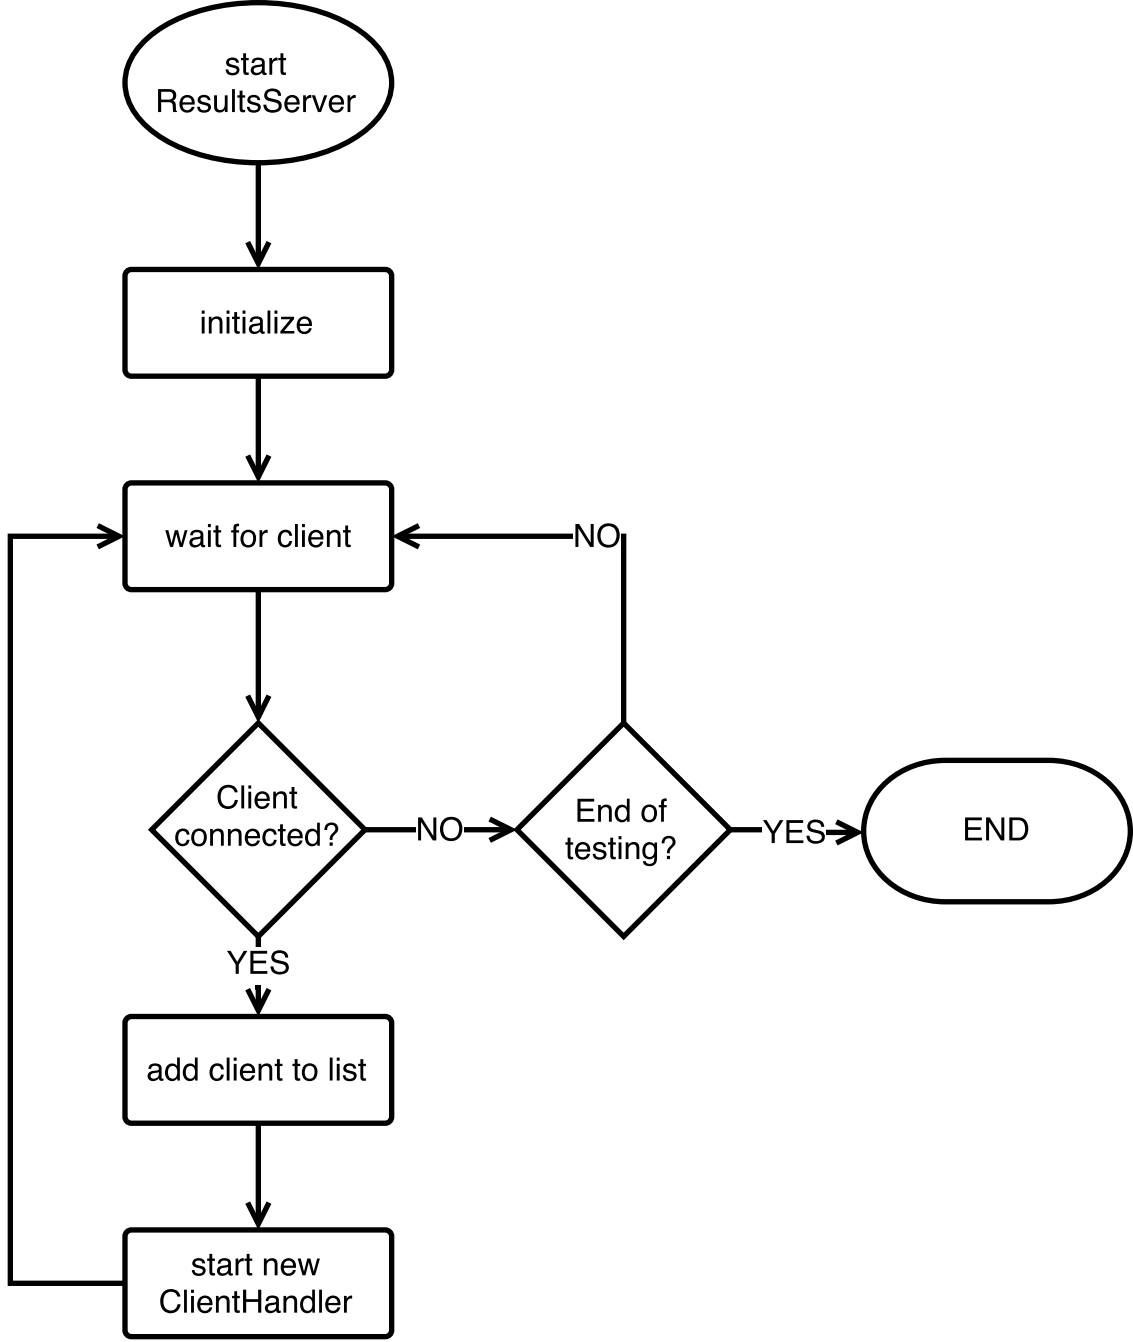 start
ResultsServer
initialize
wait for client
NO
Client
connected?
NO
End of
testing?
YES
END
YES
add client to list
start new
ClientHandler